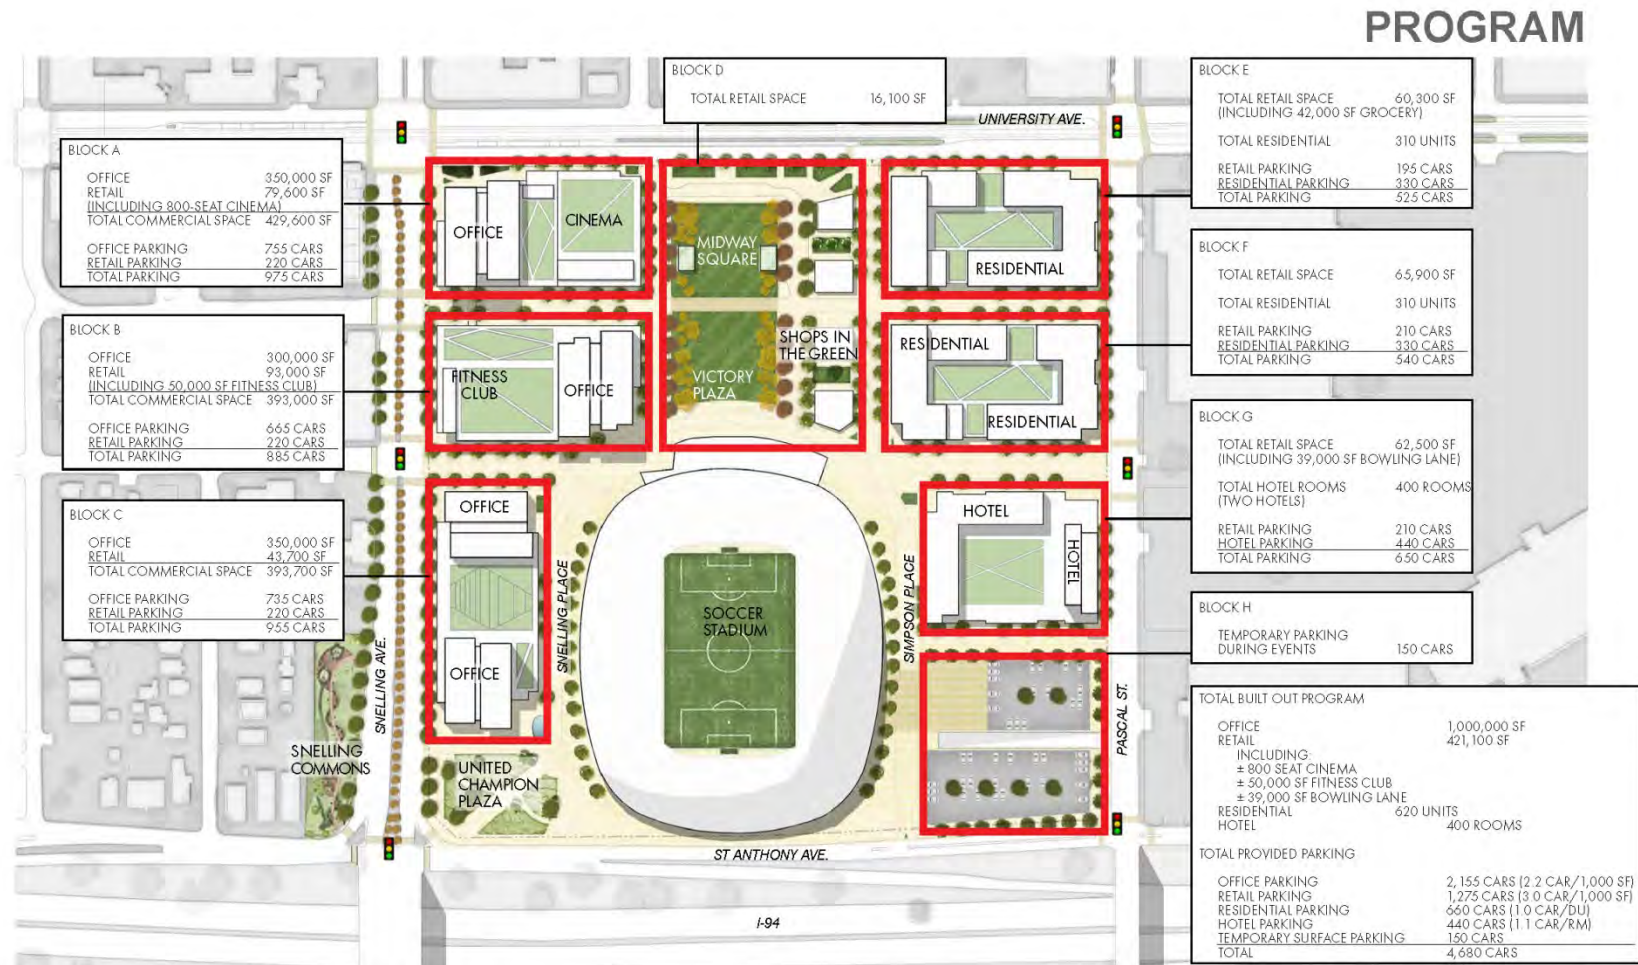 PROGRAM
BLOCK A
OFFICE 350,000 SF
RETAIL 79,600 SF
(INCLUDING 800-SEAT CINEMA)
TOTAL COMMERCIAL SPACE 429,600 SF
OFFICE PARKING 755 CARS
RETAIL PARKING 220 CARS
TOTAL PARKING 975 CARS
BLOCK B
OFFICE 300,000 SF
RETAIL 93,000 SF
(INCLUDING 50,000 SF FITNESS CLUB)
TOTAL COMMERCIAL SPACE 393,000 SF
OFFICE PARKING 665 CARS
RETAIL PARKING 220 CARS
TOTAL PARKING 885 CARS
BLOCK C
OFFICE 350,000 SF
RETAIL 43,700 SF
TOTAL COMMERCIAL SPACE 393,700 SF
OFFICE PARKING 735 CARS
RETAIL PARKING 220 CARS
TOTAL PARKING 955 CARS
BLOCK D
TOTAL RETAIL SPACE 16,100 SF
UNIVERSITY AVE.
OFFICE
CINEMA
MIDWAY
SQUARE
RESIDENTIAL
FITNESS
CLUB
OFFICE
VICTORY
PLAZA
SHOPS IN
THE GREEN
RESIDENTIAL
RESIDENTIAL
OFFICE
OFFICE
SNELLING PLACE
SOCCER
STADIUM
SIMPSON PLACE
HOTEL
HOTEL
SNELLING AVE.
SNELLING
COMMONS
UNITED
CHAMPION
PLAZA
PASCAL ST.
ST ANTHONY AVE.
I-94
BLOCK E
TOTAL RETAIL SPACE 60,300 SF
(INCLUDING 42,000 SF GROCERY)
TOTAL RESIDENTIAL 310 UNITS
RETAIL PARKING 195 CARS
RESIDENTIAL PARKING 330 CARS
TOTAL PARKING 525 CARS
BLOCK F
TOTAL RETAIL SPACE 65,900 SF
TOTAL RESIDENTIAL 310 UNITS
RETAIL PARKING 210 CARS
RESIDENTIAL PARKING 330 CARS
TOTAL PARKING 540 CARS
BLOCK G
TOTAL RETAIL SPACE 62,500 SF
(INCLUDING 39,000 SF BOWLING LANE)
TOTAL HOTEL ROOMS 400 ROOMS
(TWO HOTELS)
RETAIL PARKING 210 CARS
HOTEL PARKING 440 CARS
TOTAL PARKING 650 CARS
BLOCK H
TEMPORARY PARKING
DURING EVENTS 150 CARS
TOTAL BUILT OUT PROGRAM
OFFICE 1,000,000 SF
RETAIL 421,100 SF
INCLUDING:
± 800 SEAT CINEMA
± 50,000 SF FITNESS CLUB
± 39,000 SF BOWLING LANE
RESIDENTIAL 620 UNITS
HOTEL 400 ROOMS
TOTAL PROVIDED PARKING
OFFICE PARKING 2,155 CARS (2.2 CAR/1,000 SF)
RETAIL PARKING 1,275 CARS (3.0 CAR/1,000 SF)
RESIDENTIAL PARKING 660 CARS (1.0 CAR/DU)
HOTEL PARKING 440 CARS (1.1 CAR/RM)
TEMPORARY SURFACE PARKING 150 CARS
TOTAL 4,680 CARS